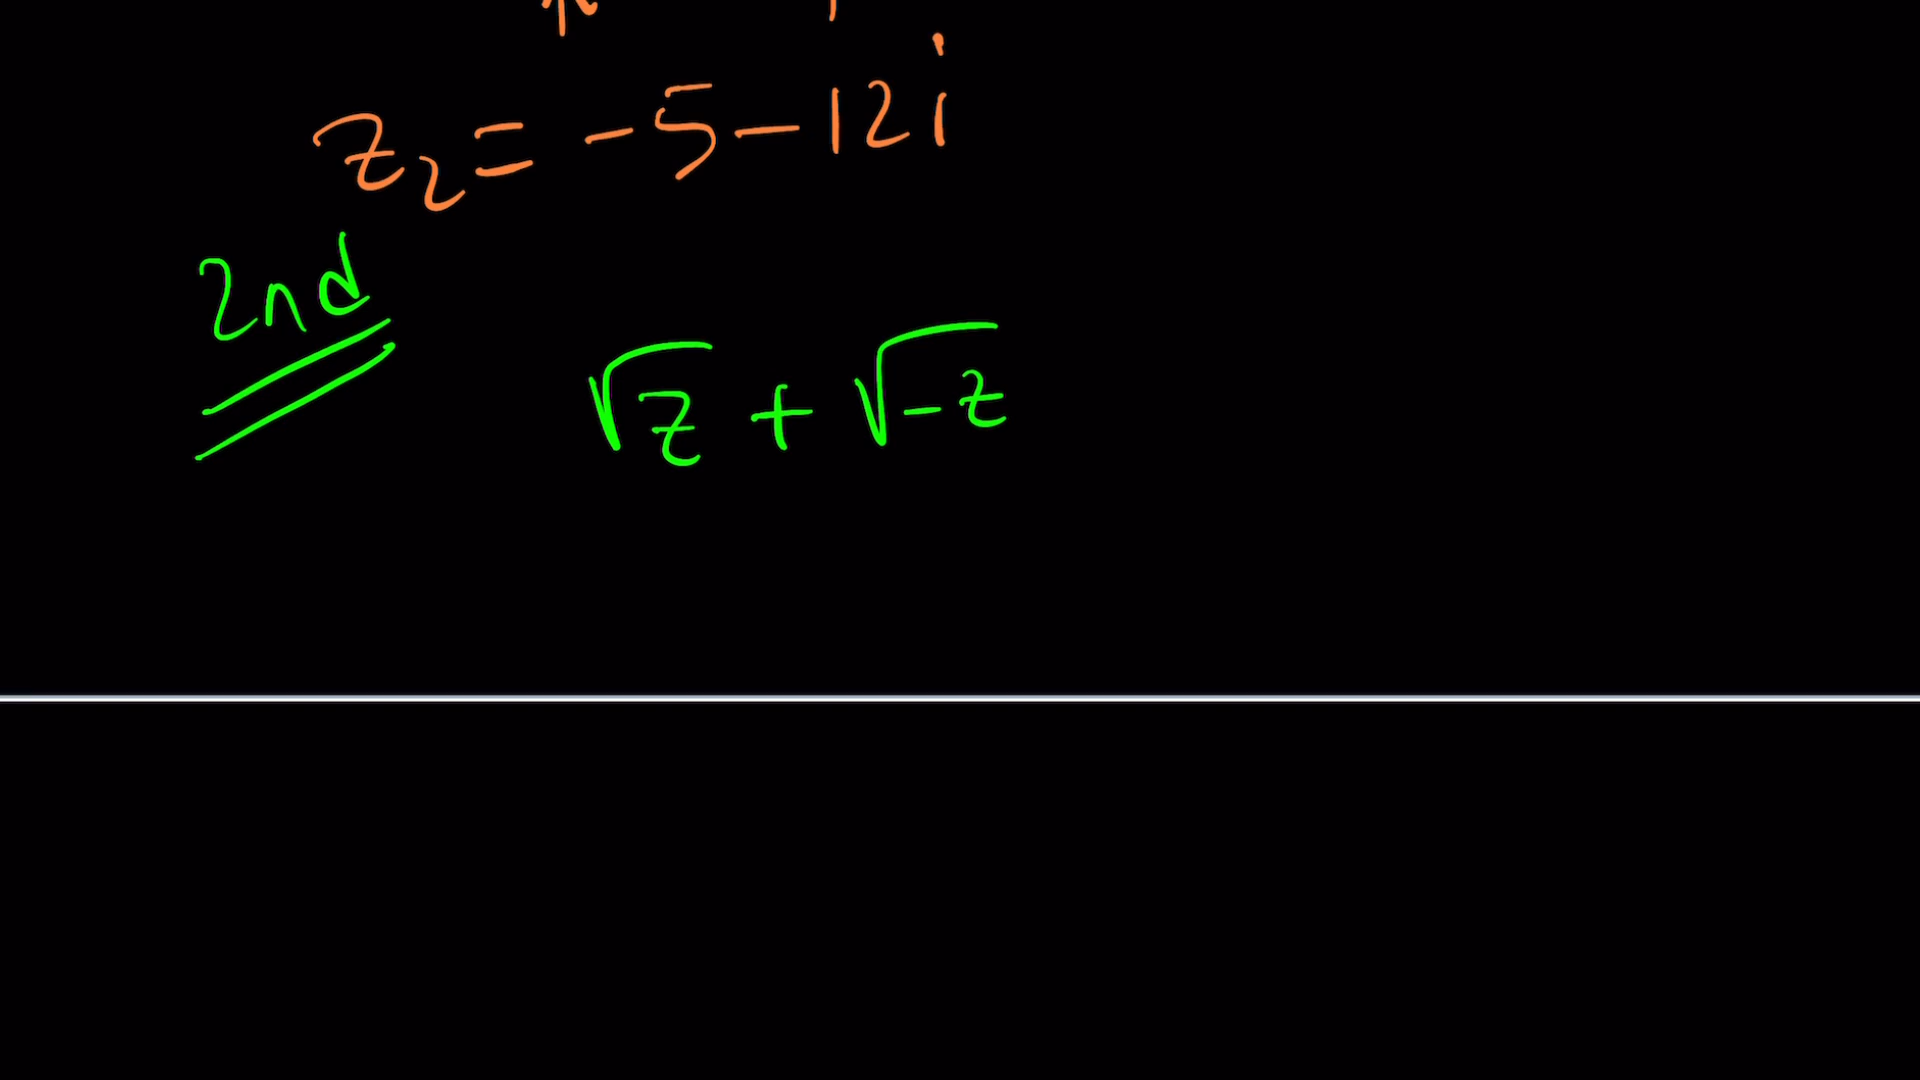 z₂ = -5-12i
2nd
√z + √-z